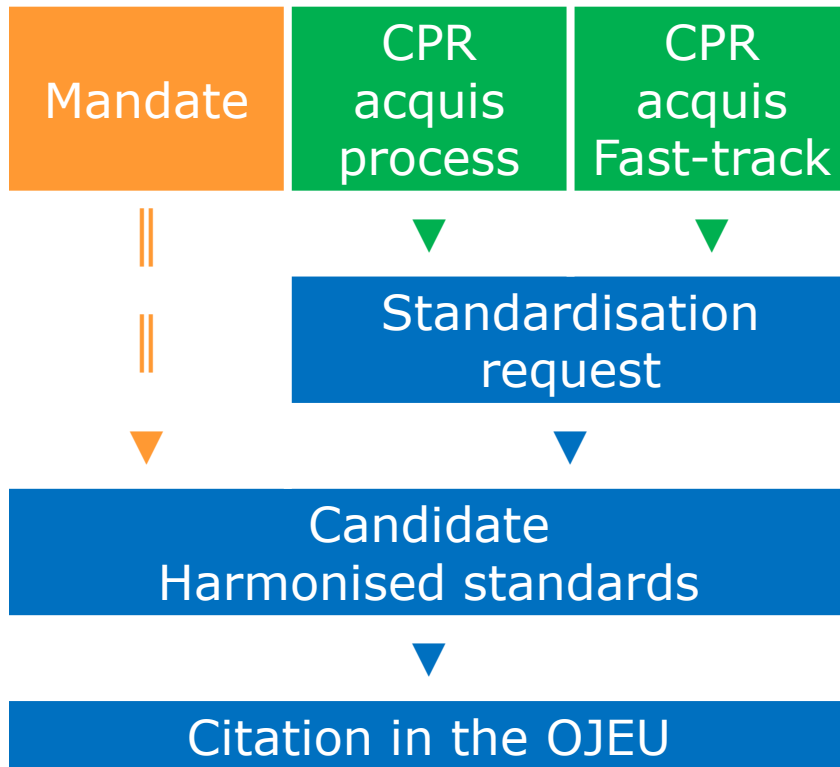 Mandate
CPR
acquis
process
CPR
acquis
Fast-track
Standardisation
request
Candidate
Harmonised standards
Citation in the OJEU